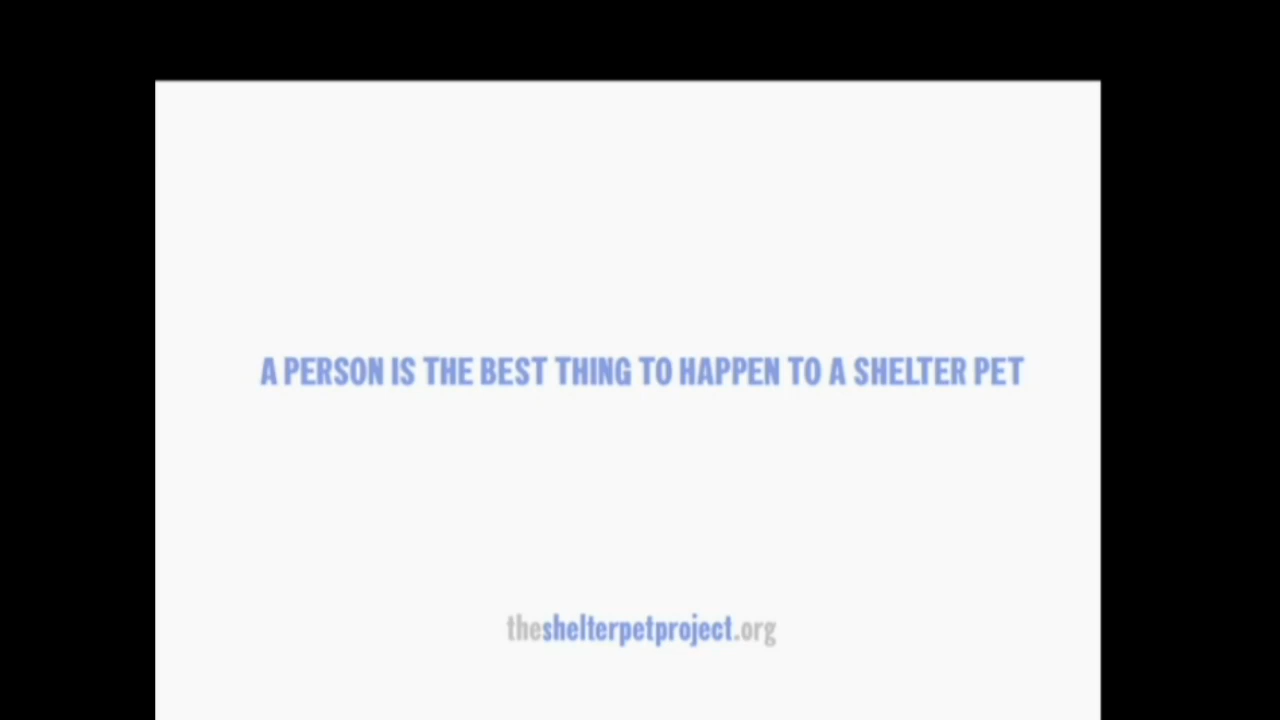 A PERSON IS THE BEST THING TO HAPPEN TO A SHELTER PET
theshelterpetproject.org